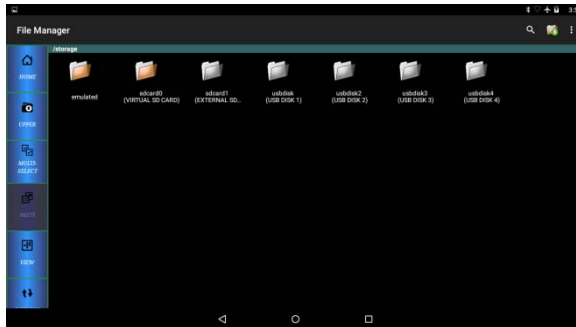 File Manager
/storage
HOME
UPPER
MULTI-
SELECT
PASTE
VIEW
emulated
sdcard0
(VIRTUAL SD CARD)
sdcard1
(EXTERNAL SD...
usbdisk
(USB DISK 1)
usbdisk2
(USB DISK 2)
usbdisk3
(USB DISK 3)
usbdisk4
(USB DISK 4)